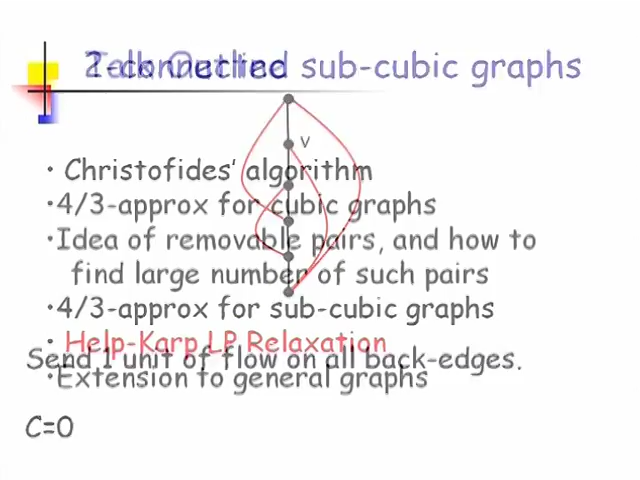 Talk Outline
2-connected sub-cubic graphs
v
• Christofides' algorithm
•4/3-approx for cubic graphs
•Idea of removable pairs, and how to
find large number of such pairs
•4/3-approx for sub-cubic graphs
• Help-Karp LP Relaxation
Send 1 unit of flow on all back-edges.
•Extension to general graphs
C=0